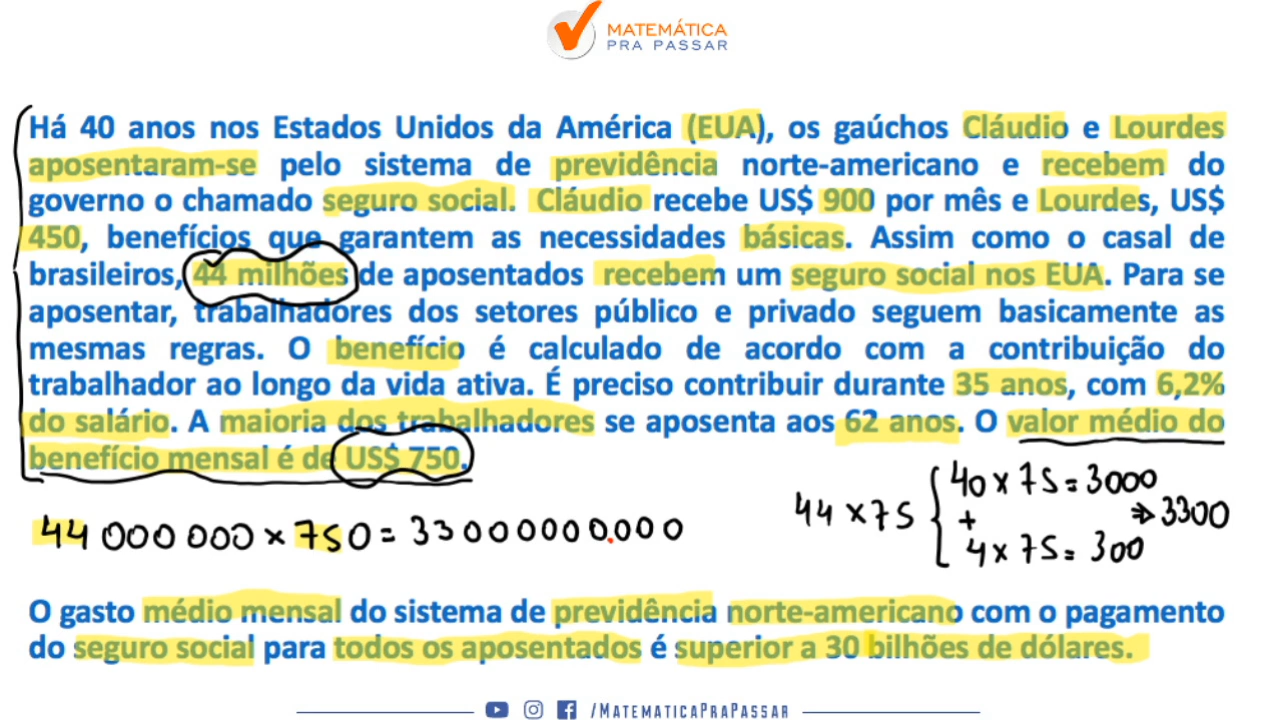 MATEMÁTICA
PRA PASSAR
Há 40 anos nos Estados Unidos da América (EUA), os gaúchos Cláudio e Lourdes
aposentaram-se pelo sistema de previdência norte-americano e recebem do
governo o chamado seguro social. Cláudio recebe US$ 900 por mês e Lourdes, US$
450, benefícios que garantem as necessidades básicas. Assim como o casal de
brasileiros, 44 milhões de aposentados recebem um seguro social nos EUA. Para se
aposentar, trabalhadores dos setores público e privado seguem basicamente as
mesmas regras. O benefício é calculado de acordo com a contribuição do
trabalhador ao longo da vida ativa. É preciso contribuir durante 35 anos, com 6,2%
do salário. A maioria dos trabalhadores se aposenta aos 62 anos. O valor médio do
benefício mensal é de US$ 750.
40 x 75 = 3000
44 x 75 { + ⇒ 3300
4 x 75 = 300
44 000 000 x 750 = 33000000.000
O gasto médio mensal do sistema de previdência norte-americano com o pagamento
do seguro social para todos os aposentados é superior a 30 bilhões de dólares.
/MATEMATICAPRAPASSAR